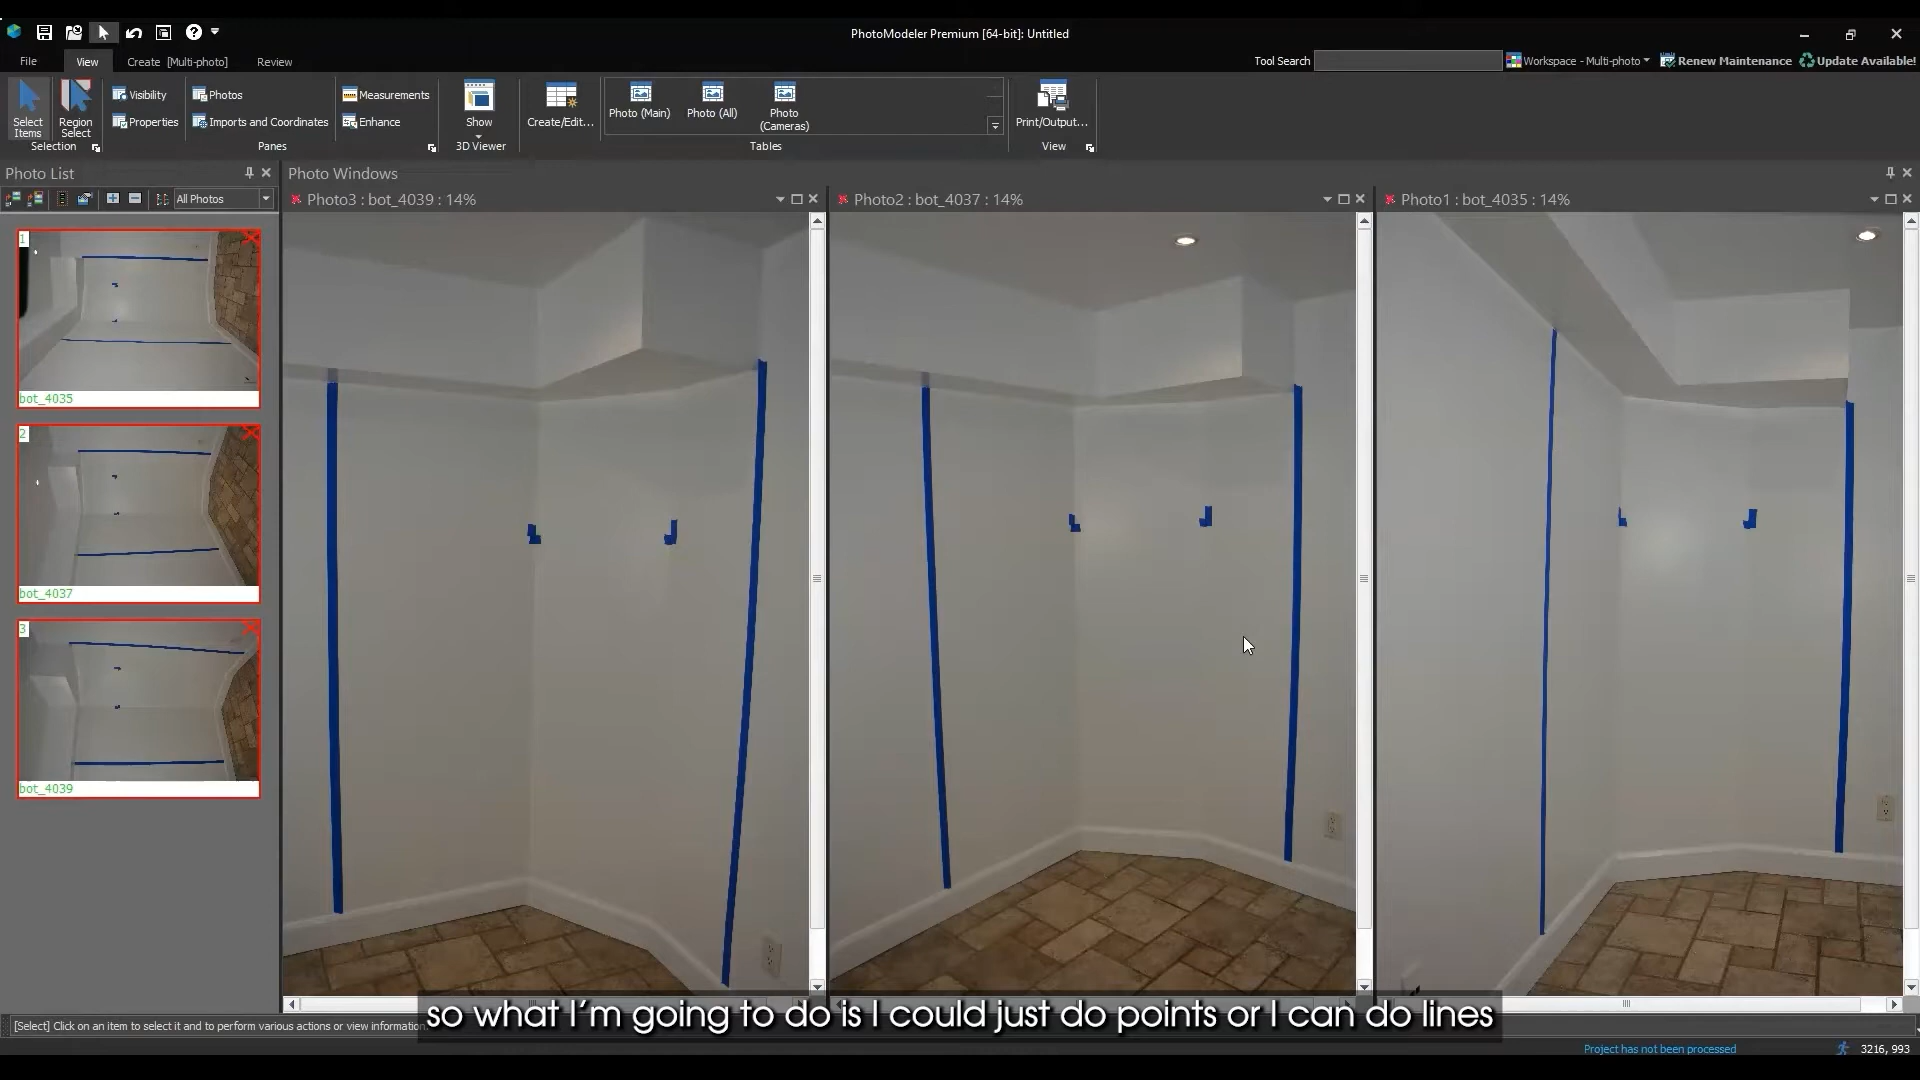 PhotoModeler Premium [64-bit]: Untitled
File
View
Create [Multi-photo]
Review
Tool Search
Workspace - Multi-photo
Renew Maintenance
Update Available!
Select Items
Region Select
Selection
Visibility
Properties
Photos
Imports and Coordinates
Measurements
Enhance
Panes
Show
3D Viewer
Create/Edit...
Photo (Main)
Photo (All)
Photo (Cameras)
Tables
Print/Output...
View
Photo List
Photo Windows
All Photos
Photo3 : bot_4039 : 14%
Photo2 : bot_4037 : 14%
Photo1 : bot_4035 : 14%
1
bot_4035
2
bot_4037
3
bot_4039
so what I'm going to do is I could just do points or I can do lines
[Select] Click on an item to select it and to perform various actions or view information
Project has not been processed
3216, 993